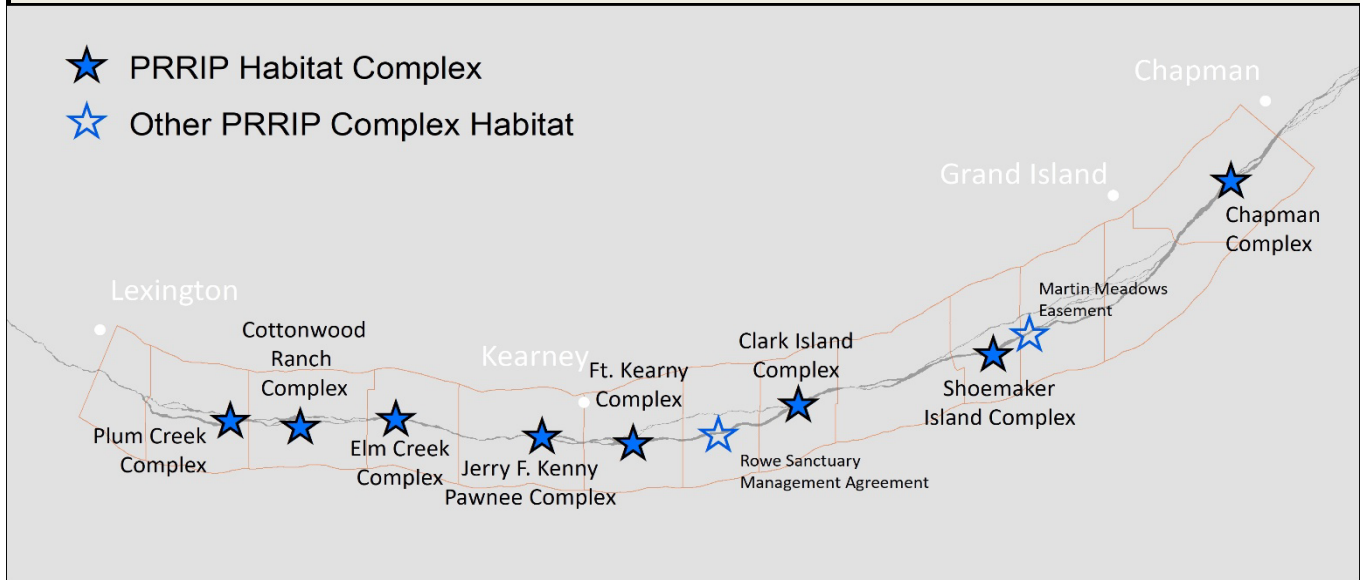 PRRIP Habitat Complex
Other PRRIP Complex Habitat
Chapman
Grand Island
Chapman
Complex
Martin Meadows
Easement
Lexington
Cottonwood
Ranch
Complex
Kearney
Ft. Kearny
Complex
Clark Island
Complex
Shoemaker
Island Complex
Plum Creek
Complex
Elm Creek
Complex
Jerry F. Kenny
Pawnee Complex
Rowe Sanctuary
Management Agreement